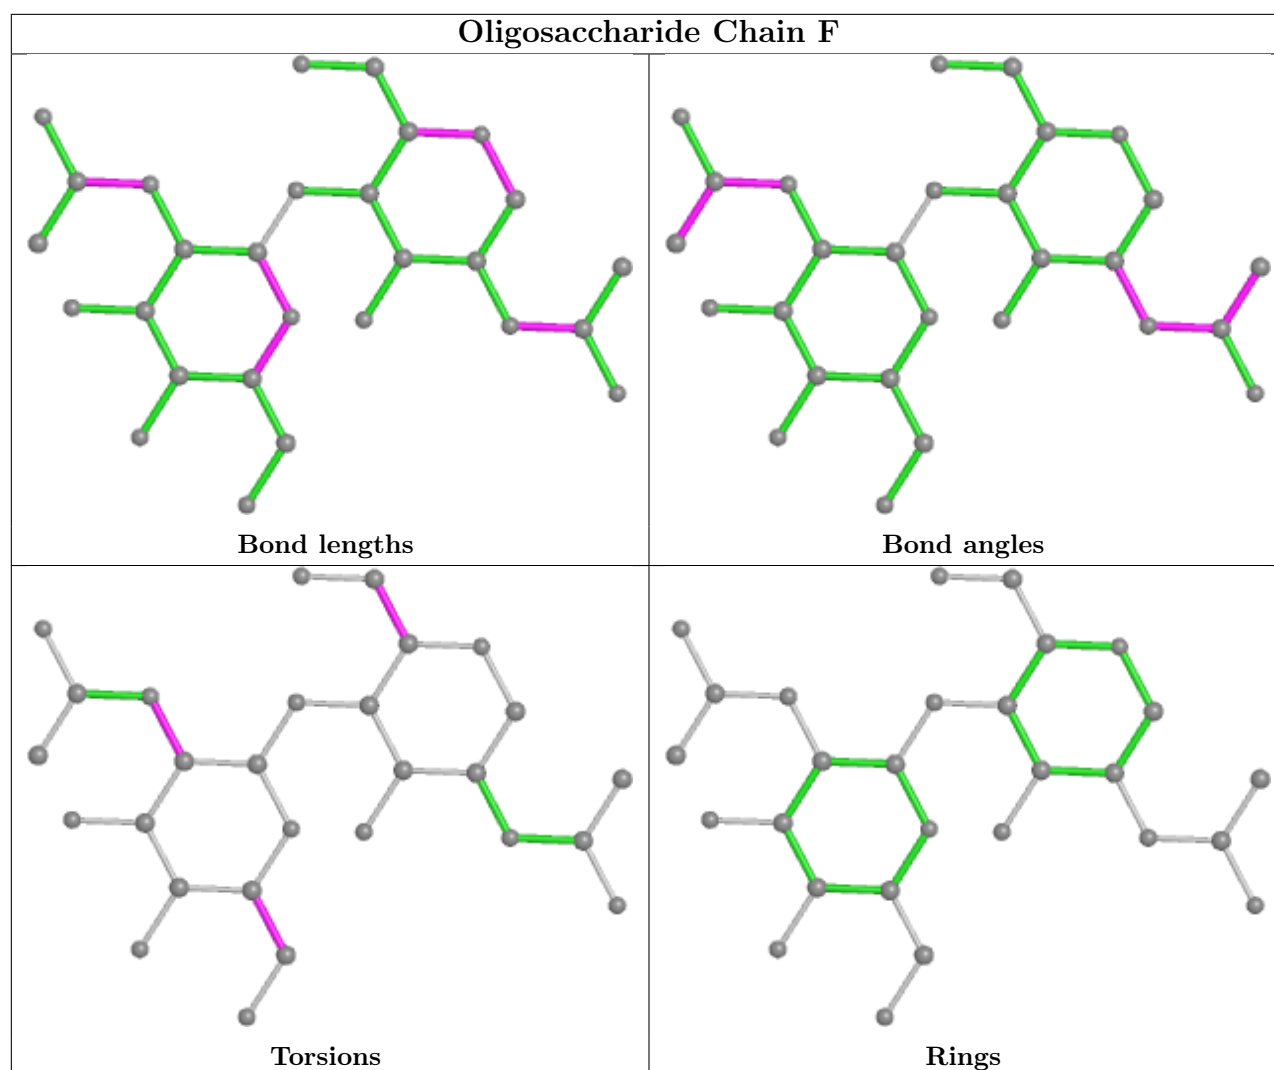 Oligosaccharide Chain F
Bond lengths
Bond angles
Torsions
Rings